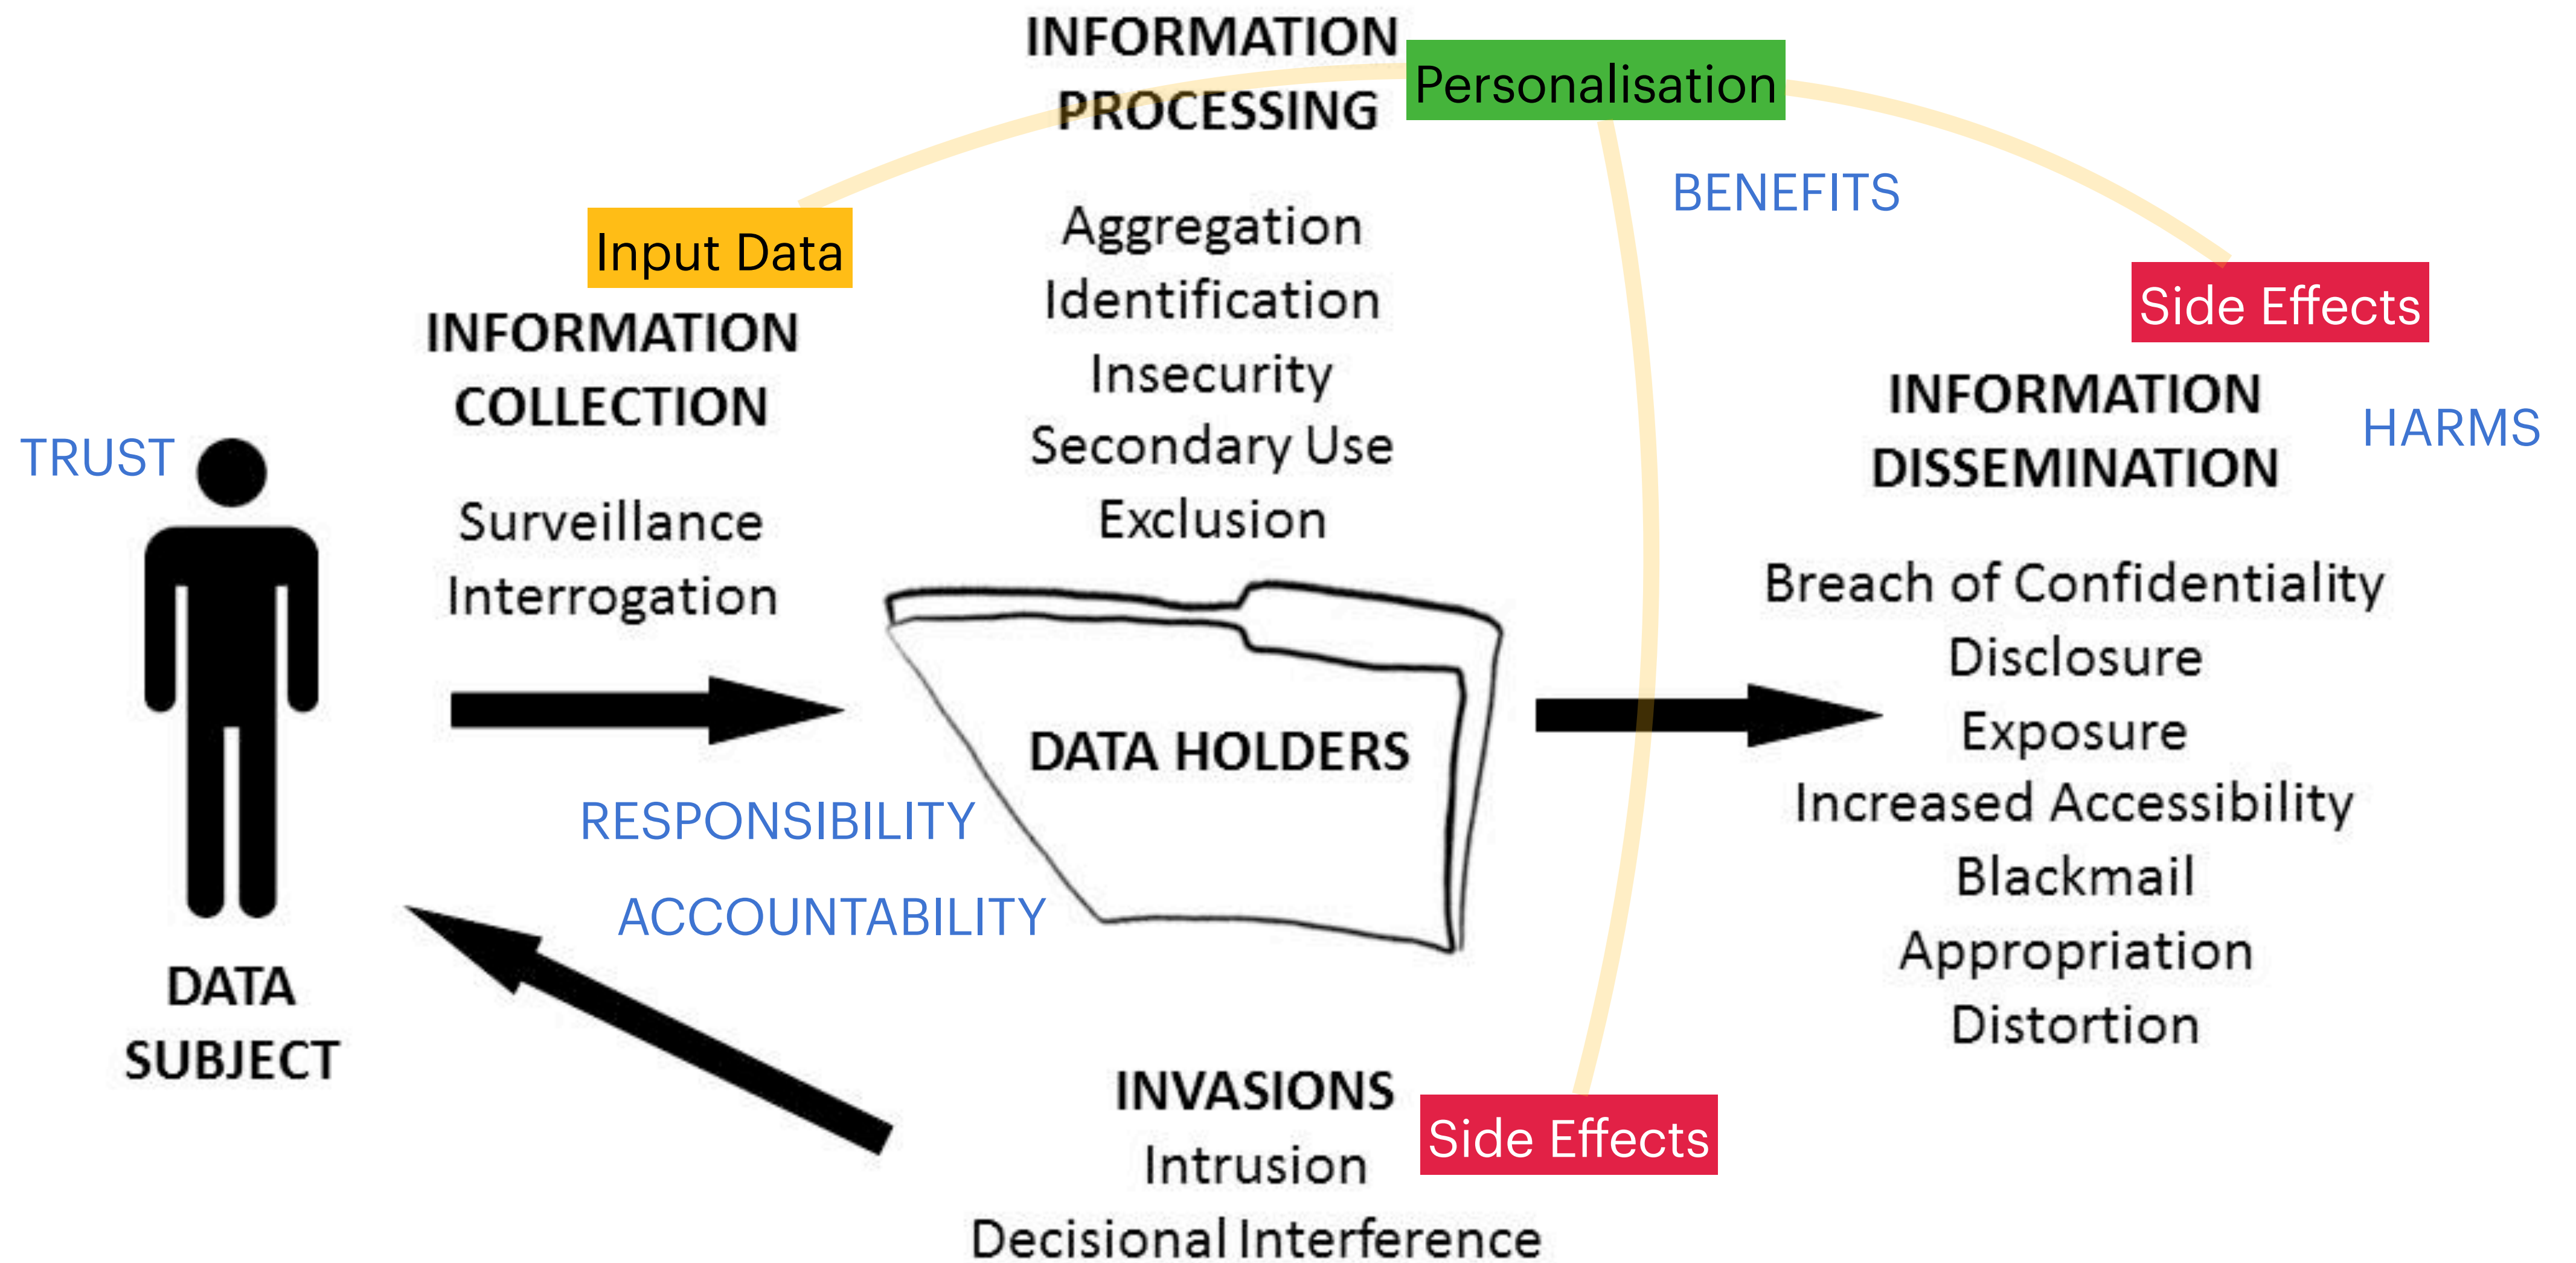 INFORMATION
PROCESSING
Personalisation
BENEFITS
Input Data
Aggregation
Identification
Insecurity
Secondary Use
Exclusion
Side Effects
INFORMATION
COLLECTION
Surveillance
Interrogation
INFORMATION
DISSEMINATION
HARMS
TRUST
Breach of Confidentiality
Disclosure
Exposure
Increased Accessibility
Blackmail
Appropriation
Distortion
DATA HOLDERS
RESPONSIBILITY
ACCOUNTABILITY
DATA
SUBJECT
INVASIONS
Intrusion
Decisional Interference
Side Effects